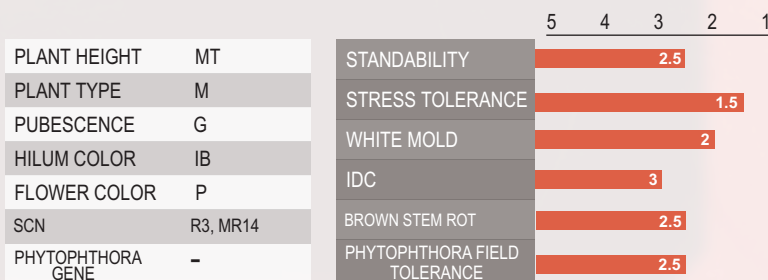 5 4 3 2 1
PLANT HEIGHT MT
PLANT TYPE M
PUBESCENCE G
HILUM COLOR IB
FLOWER COLOR P
SCN R3, MR14
PHYTOPHTHORA
GENE –
STANDABILITY 2.5
STRESS TOLERANCE 1.5
WHITE MOLD 2
IDC 3
BROWN STEM ROT 2.5
PHYTOPHTHORA FIELD
TOLERANCE 2.5